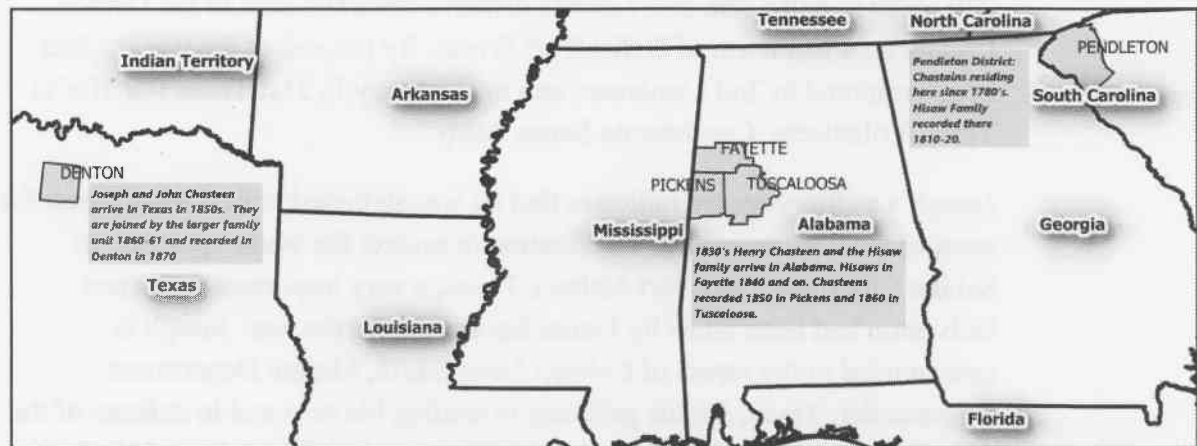 Tennessee
North Carolina
PENDLETON
Indian Territory
Arkansas
Pendleton District:
Chastains residing
here since 1780's.
Hisaw Family
recorded there
1810-20.
South Carolina
DENTON
Joseph and John Chasteen
arrive in Texas in 1850s. They
are joined by the larger family
unit 1860-61 and recorded in
Denton in 1870
FAYETTE
PICKENS
TUSCALOOSA
Mississippi
Alabama
Georgia
1830's Henry Chasteen and the Hisaw
family arrive in Alabama. Hisaws in
Fayette 1840 and on. Chasteens
recorded 1850 in Pickens and 1860 in
Tuscaloosa.
Texas
Louisiana
Florida